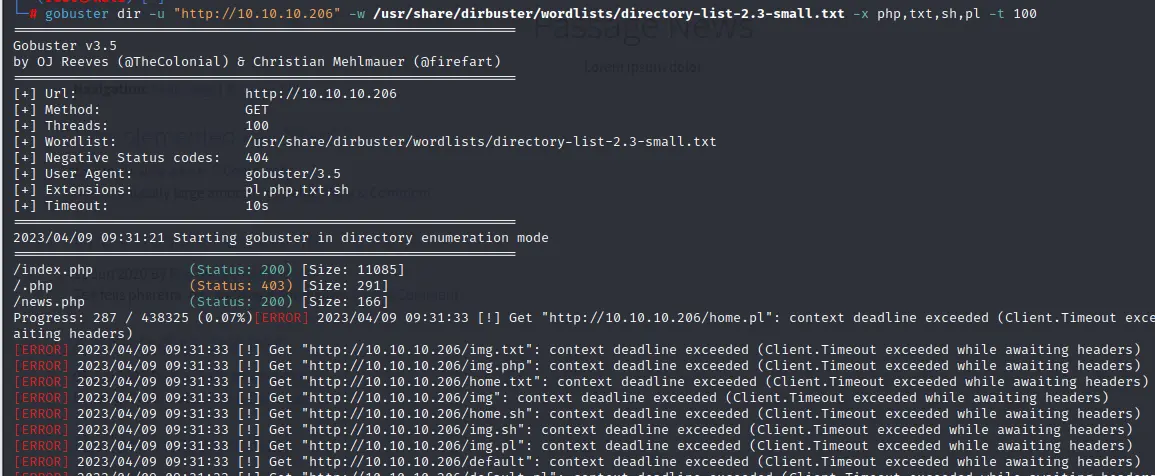 └─# gobuster dir -u "http://10.10.10.206" -w /usr/share/dirbuster/wordlists/directory-list-2.3-small.txt -x php,txt,sh,pl -t 100
Passage News
Gobuster v3.5
by OJ Reeves (@TheColonial) & Christian Mehlmauer (@firefart)
Lorem ipsum dolor
[+] Url: http://10.10.10.206
[+] Method: GET
[+] Threads: 100
[+] Wordlist: /usr/share/dirbuster/wordlists/directory-list-2.3-small.txt
[+] Negative Status codes: 404
[+] User Agent: gobuster/3.5
[+] Extensions: pl,php,txt,sh
[+] Timeout: 10s
2023/04/09 09:31:21 Starting gobuster in directory enumeration mode
/index.php (Status: 200) [Size: 11085]
/.php (Status: 403) [Size: 291]
/news.php (Status: 200) [Size: 166]
Progress: 287 / 438325 (0.07%)[ERROR] 2023/04/09 09:31:33 [!] Get "http://10.10.10.206/home.pl": context deadline exceeded (Client.Timeout exce
aiting headers)
[ERROR] 2023/04/09 09:31:33 [!] Get "http://10.10.10.206/img.txt": context deadline exceeded (Client.Timeout exceeded while awaiting headers)
[ERROR] 2023/04/09 09:31:33 [!] Get "http://10.10.10.206/img.php": context deadline exceeded (Client.Timeout exceeded while awaiting headers)
[ERROR] 2023/04/09 09:31:33 [!] Get "http://10.10.10.206/home.txt": context deadline exceeded (Client.Timeout exceeded while awaiting headers)
[ERROR] 2023/04/09 09:31:33 [!] Get "http://10.10.10.206/img": context deadline exceeded (Client.Timeout exceeded while awaiting headers)
[ERROR] 2023/04/09 09:31:33 [!] Get "http://10.10.10.206/home.sh": context deadline exceeded (Client.Timeout exceeded while awaiting headers)
[ERROR] 2023/04/09 09:31:33 [!] Get "http://10.10.10.206/img.sh": context deadline exceeded (Client.Timeout exceeded while awaiting headers)
[ERROR] 2023/04/09 09:31:33 [!] Get "http://10.10.10.206/img.pl": context deadline exceeded (Client.Timeout exceeded while awaiting headers)
[ERROR] 2023/04/09 09:31:33 [!] Get "http://10.10.10.206/default": context deadline exceeded (Client.Timeout exceeded while awaiting headers)